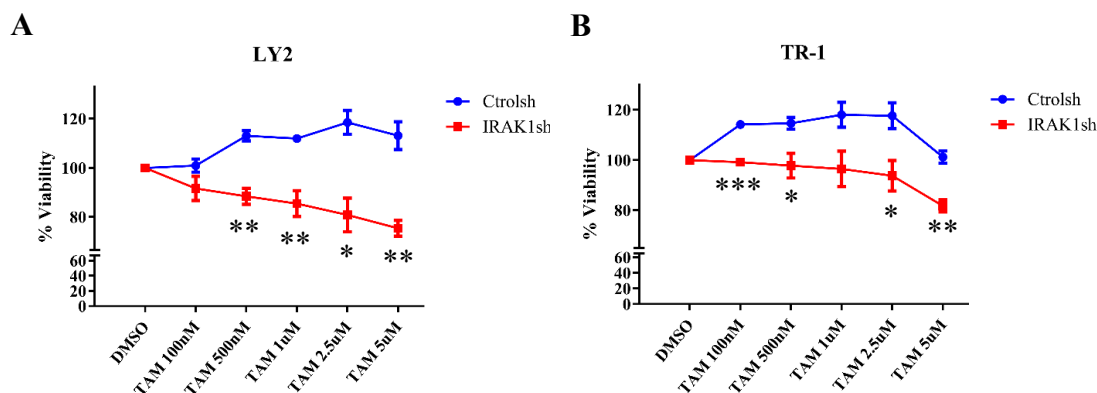 A
LY2
% Viability
120
100
80
60
40
20
0
DMSO
TAM 100nM
TAM 500nM
TAM 1uM
TAM 2.5uM
TAM 5uM
**
**
*
**
Ctrolsh
IRAK1sh
B
TR-1
% Viability
120
100
80
60
40
20
0
DMSO
TAM 100nM
TAM 500nM
TAM 1uM
TAM 2.5uM
TAM 5uM
***
*
*
**
Ctrolsh
IRAK1sh